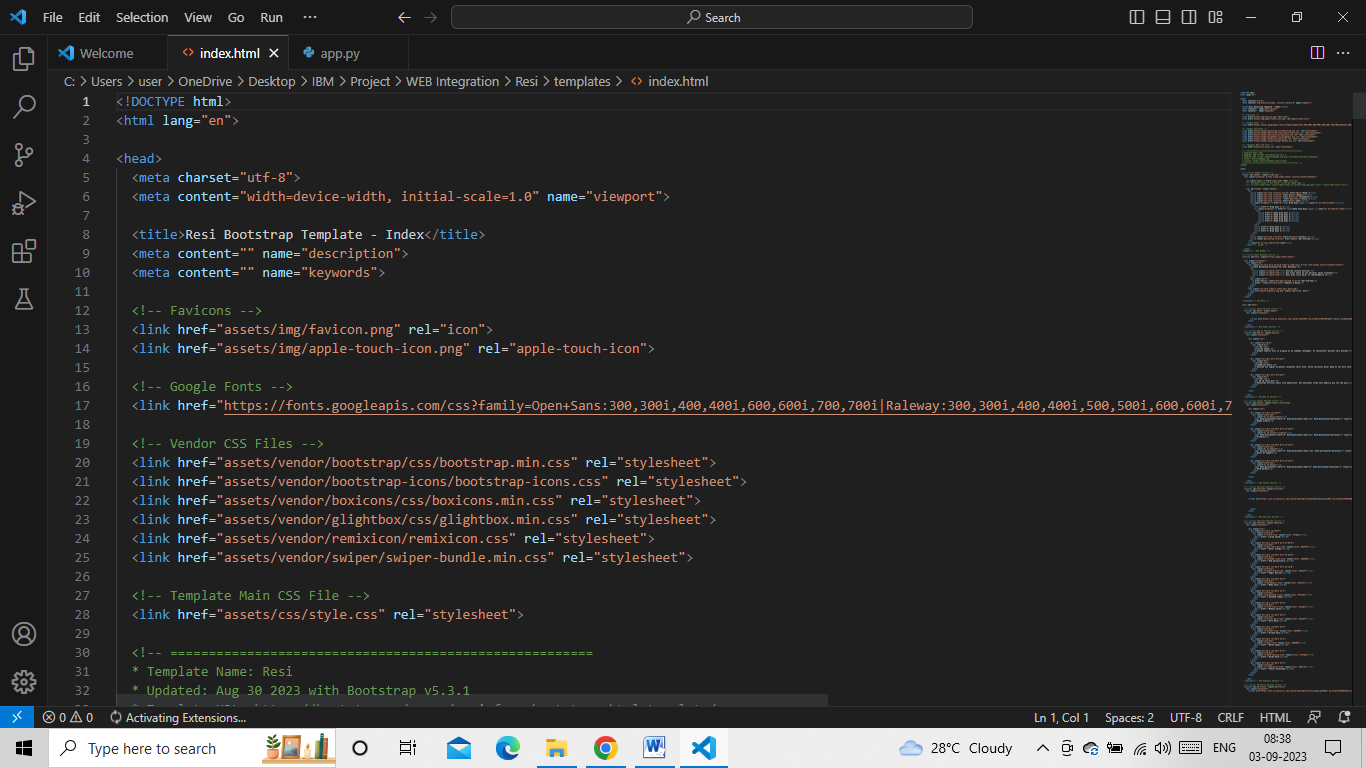 File Edit Selection View Go Run ··· Search
Welcome index.html app.py
C: > Users > user > OneDrive > Desktop > IBM > Project > WEB Integration > Resi > templates > index.html
1 <!DOCTYPE html>
2 <html lang="en">
3
4 <head>
5 <meta charset="utf-8">
6 <meta content="width=device-width, initial-scale=1.0" name="viewport">
7
8 <title>Resi Bootstrap Template - Index</title>
9 <meta content="" name="description">
10 <meta content="" name="keywords">
11
12 <!-- Favicons -->
13 <link href="assets/img/favicon.png" rel="icon">
14 <link href="assets/img/apple-touch-icon.png" rel="apple-touch-icon">
15
16 <!-- Google Fonts -->
17 <link href="https://fonts.googleapis.com/css?family=Open+Sans:300,300i,400,400i,600,600i,700,700i|Raleway:300,300i,400,400i,500,500i,600,600i,7
18
19 <!-- Vendor CSS Files -->
20 <link href="assets/vendor/bootstrap/css/bootstrap.min.css" rel="stylesheet">
21 <link href="assets/vendor/bootstrap-icons/bootstrap-icons.css" rel="stylesheet">
22 <link href="assets/vendor/boxicons/css/boxicons.min.css" rel="stylesheet">
23 <link href="assets/vendor/glightbox/css/glightbox.min.css" rel="stylesheet">
24 <link href="assets/vendor/remixicon/remixicon.css" rel="stylesheet">
25 <link href="assets/vendor/swiper/swiper-bundle.min.css" rel="stylesheet">
26
27 <!-- Template Main CSS File -->
28 <link href="assets/css/style.css" rel="stylesheet">
29
30 <!-- =======================================================
31 * Template Name: Resi
32 * Updated: Aug 30 2023 with Bootstrap v5.3.1
0 0 Activating Extensions... Ln 1, Col 1 Spaces: 2 UTF-8 CRLF HTML
Type here to search 28°C Cloudy ENG 08:38
03-09-2023